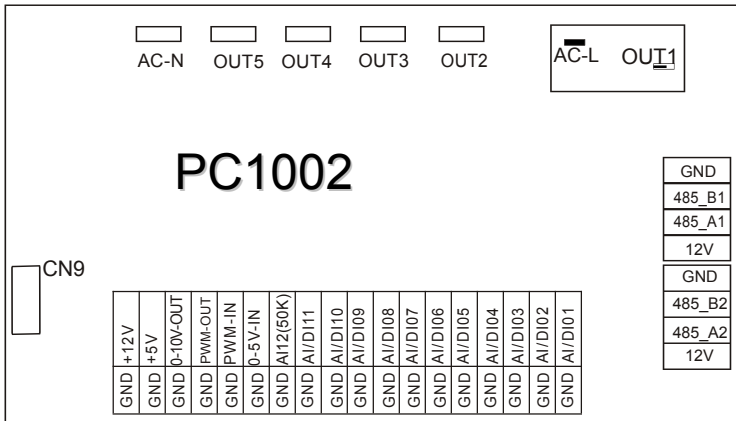 AC-N OUT5 OUT4 OUT3 OUT2 AC-L OUT1
PC1002
GND
485_B1
485_A1
12V
GND
485_B2
485_A2
12V
CN9
+12V
+5V
0-10V-OUT
PWM-OUT
PWM-IN
0-5V-IN
AI12(50K)
AI/DI11
AI/DI10
AI/DI09
AI/DI08
AI/DI07
AI/DI06
AI/DI05
AI/DI04
AI/DI03
AI/DI02
AI/DI01
GND GND GND GND GND GND GND GND GND GND GND GND GND GND GND GND GND GND